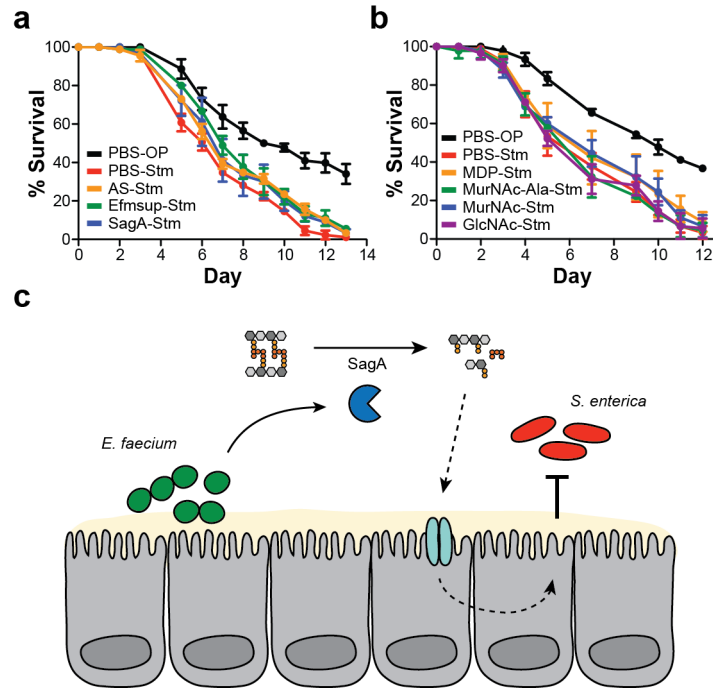 a
100
80
60
40
20
0
% Survival
PBS-OP
PBS-Stm
AS-Stm
Efmsup-Stm
SagA-Stm
0 2 4 6 8 10 12 14
Day
b
100
80
60
40
20
0
% Survival
PBS-OP
PBS-Stm
MDP-Stm
MurNAc-Ala-Stm
MurNAc-Stm
GlcNAc-Stm
0 2 4 6 8 10 12
Day
c
SagA
S. enterica
E. faecium